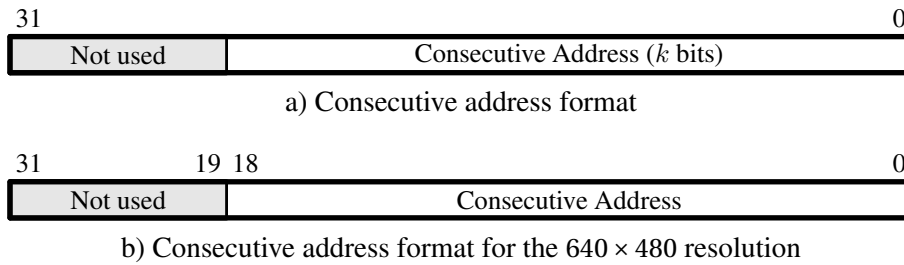 31 0
Not used Consecutive Address (k bits)
a) Consecutive address format
31 19 18 0
Not used Consecutive Address
b) Consecutive address format for the 640 × 480 resolution